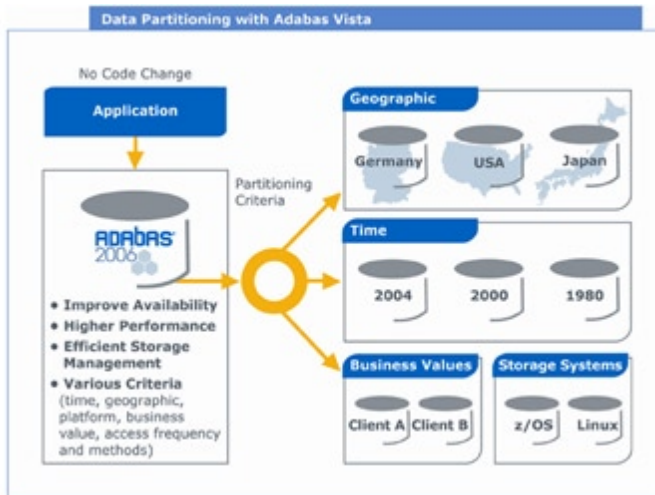 Data Partitioning with Adabas Vista
No Code Change
Application
Partitioning
Criteria
ADABAS®
2006
• Improve Availability
• Higher Performance
• Efficient Storage
Management
• Various Criteria
(time, geographic,
platform, business
value, access frequency
and methods)
Geographic
Germany
USA
Japan
Time
2004
2000
1980
Business Values
Client A
Client B
Storage Systems
z/OS
Linux